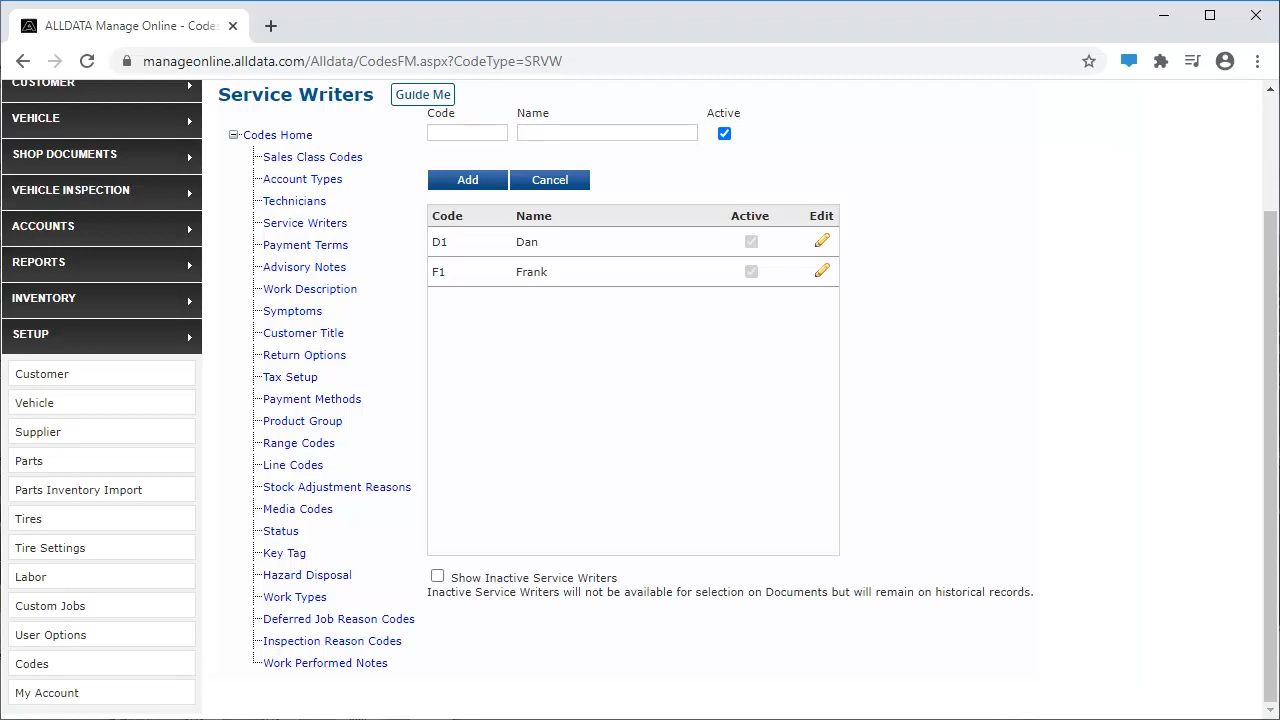 ALLDATA Manage Online - Codes
manageonline.alldata.com/Alldata/CodesFM.aspx?CodeType=SRVW
CUSTOMER
VEHICLE
SHOP DOCUMENTS
VEHICLE INSPECTION
ACCOUNTS
REPORTS
INVENTORY
SETUP
Customer
Vehicle
Supplier
Parts
Parts Inventory Import
Tires
Tire Settings
Labor
Custom Jobs
User Options
Codes
My Account
Service Writers Guide Me
Codes Home
Sales Class Codes
Account Types
Technicians
Service Writers
Payment Terms
Advisory Notes
Work Description
Symptoms
Customer Title
Return Options
Tax Setup
Payment Methods
Product Group
Range Codes
Line Codes
Stock Adjustment Reasons
Media Codes
Status
Key Tag
Hazard Disposal
Work Types
Deferred Job Reason Codes
Inspection Reason Codes
Work Performed Notes
Code Name Active
Add Cancel
Code Name Active Edit
D1 Dan
F1 Frank
Show Inactive Service Writers
Inactive Service Writers will not be available for selection on Documents but will remain on historical records.